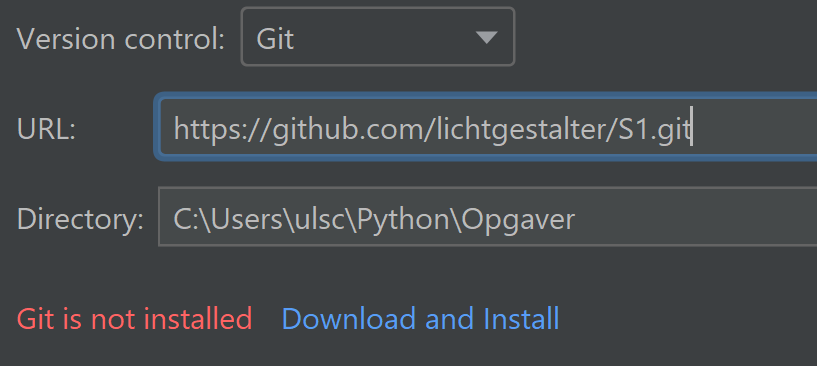 Version control: Git
URL: https://github.com/lichtgestalter/S1.git
Directory: C:\Users\ulsc\Python\Opgaver
Git is not installed Download and Install